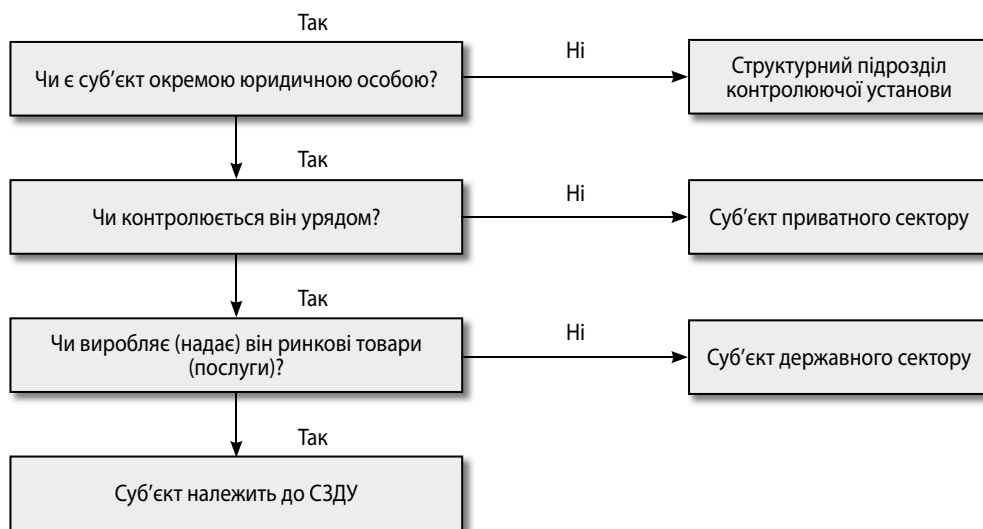 Так
Чи є суб’єкт окремою юридичною особою?
Ні
Структурний підрозділ
контролюючої установи
Так
Чи контролюється він урядом?
Ні
Суб’єкт приватного сектору
Так
Чи виробляє (надає) він ринкові товари
(послуги)?
Ні
Суб’єкт державного сектору
Так
Суб’єкт належить до СЗДУ